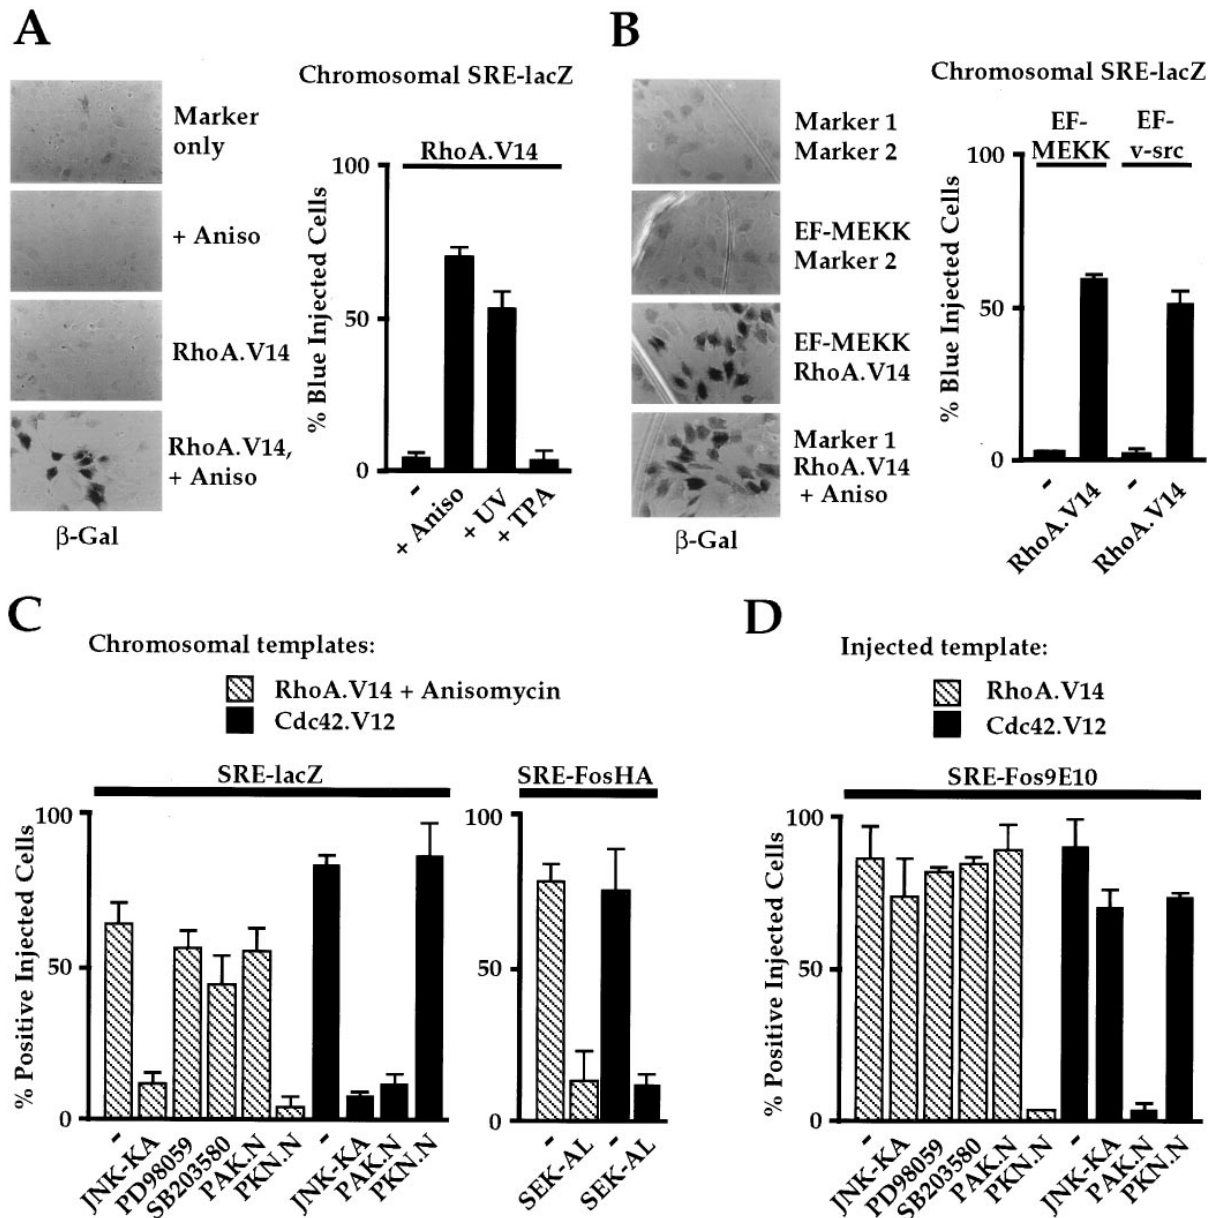 A
Chromosomal SRE-lacZ
Marker
only
+ Aniso
RhoA.V14
RhoA.V14,
+ Aniso
β-Gal
RhoA.V14
% Blue Injected Cells
100
50
0
-
+ Aniso
+ UV
+ TPA
B
Chromosomal SRE-lacZ
Marker 1
Marker 2
EF-MEKK
Marker 2
EF-MEKK
RhoA.V14
Marker 1
RhoA.V14
+ Aniso
β-Gal
EF-
MEKK
EF-
v-src
% Blue Injected Cells
100
50
0
-
RhoA.V14
-
RhoA.V14
C
Chromosomal templates:
RhoA.V14 + Anisomycin
Cdc42.V12
SRE-lacZ
% Positive Injected Cells
100
50
0
-
JNK-KA
PD98059
SB203580
PAK.N
PKN.N
-
JNK-KA
PAK.N
PKN.N
SRE-FosHA
100
50
0
-
SEK-AL
-
SEK-AL
D
Injected template:
RhoA.V14
Cdc42.V12
SRE-Fos9E10
% Positive Injected Cells
100
50
0
-
JNK-KA
PD98059
SB203580
PAK.N
PKN.N
-
JNK-KA
PAK.N
PKN.N